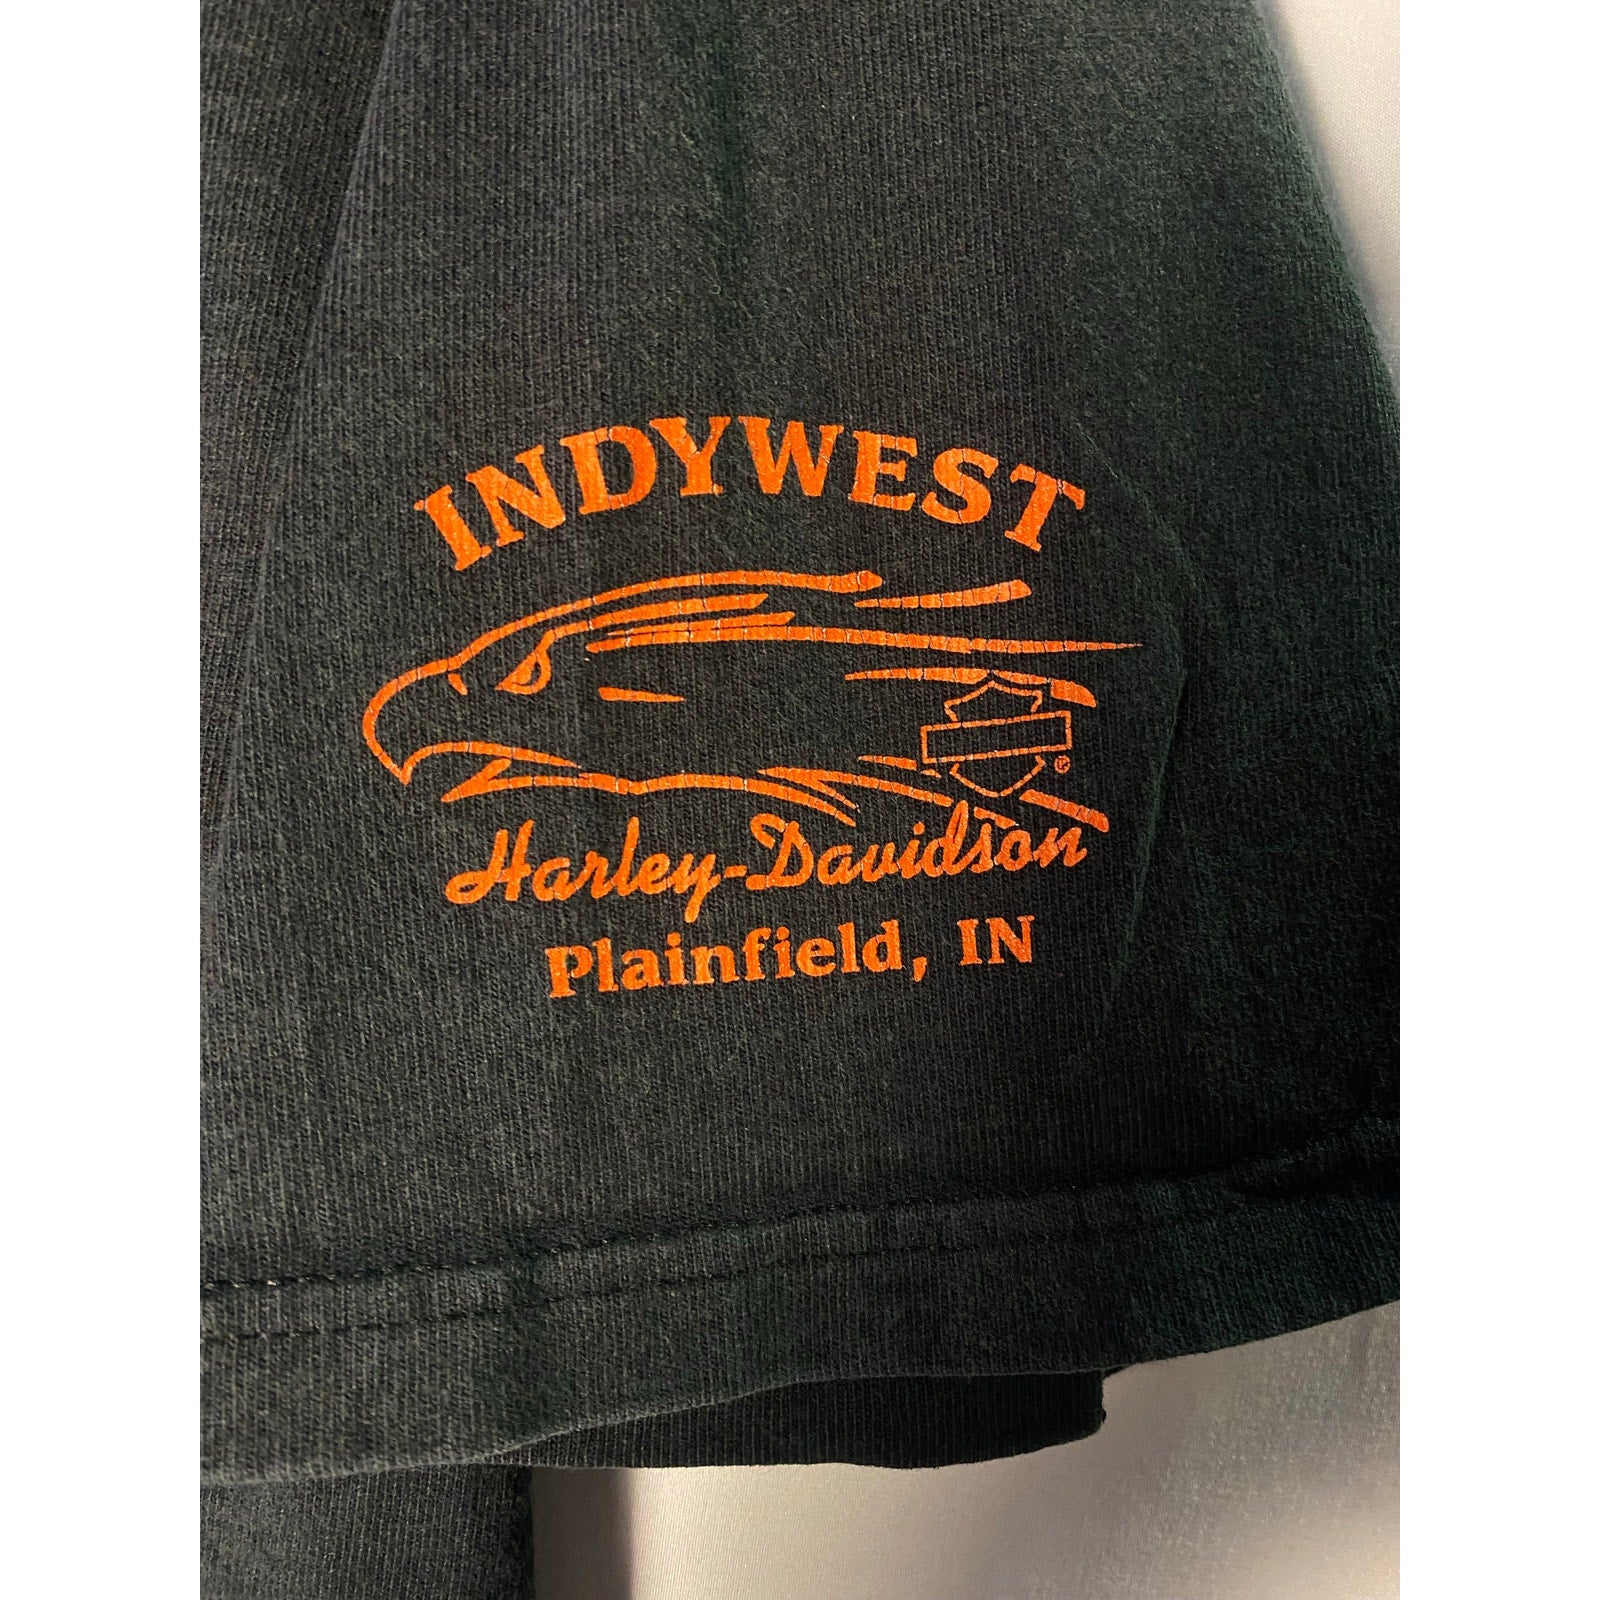 INDYWEST
®
Harley-Davidson
Plainfield, IN